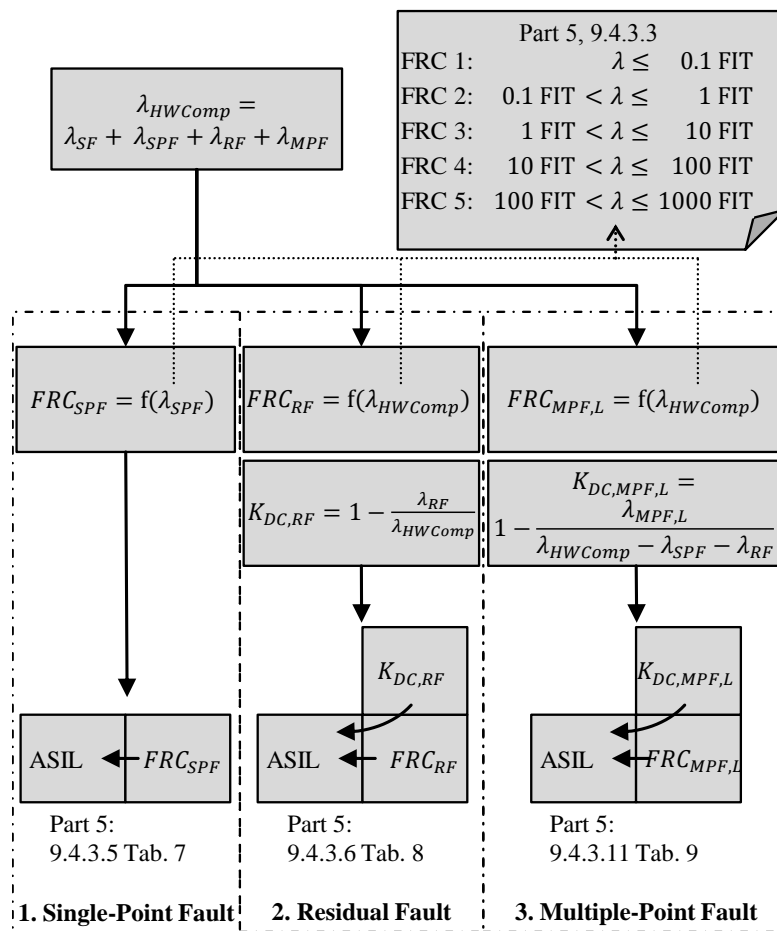 Part 5, 9.4.3.3
FRC 1: λ ≤ 0.1 FIT
FRC 2: 0.1 FIT < λ ≤ 1 FIT
FRC 3: 1 FIT < λ ≤ 10 FIT
FRC 4: 10 FIT < λ ≤ 100 FIT
FRC 5: 100 FIT < λ ≤ 1000 FIT
λ_HWComp =
λ_SF + λ_SPF + λ_RF + λ_MPF
FRC_SPF = f(λ_SPF)
FRC_RF = f(λ_HWComp)
FRC_MPF,L = f(λ_HWComp)
K_DC,RF = 1 − λ_RF / λ_HWComp
K_DC,MPF,L =
1 − λ_MPF,L / (λ_HWComp − λ_SPF − λ_RF)
K_DC,RF
K_DC,MPF,L
ASIL FRC_SPF
ASIL FRC_RF
ASIL FRC_MPF,L
Part 5:
9.4.3.5 Tab. 7
Part 5:
9.4.3.6 Tab. 8
Part 5:
9.4.3.11 Tab. 9
1. Single-Point Fault
2. Residual Fault
3. Multiple-Point Fault